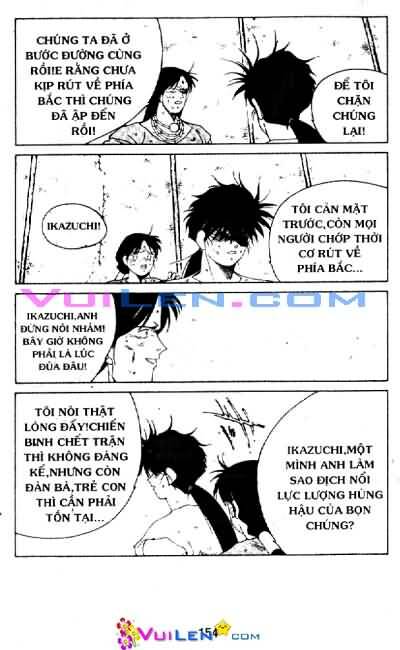 CHÚNG TA ĐÃ Ở
BƯỚC ĐƯỜNG CÙNG
RỒI!E RẰNG CHƯA
KỊP RÚT VỀ PHÍA
BẮC THÌ CHÚNG
ĐÃ ẬP ĐẾN
RỒI!
ĐỂ TÔI
CHẶN
CHÚNG
LẠI!
IKAZUCHI!
TÔI CẢN MẶT
TRƯỚC,CÒN MỌI
NGƯỜI CHỚP THỜI
CƠ RÚT VỀ
PHÍA BẮC...
VuiLen.com
IKAZUCHI,ANH
ĐỪNG NÓI NHẢM!
BÂY GIỜ KHÔNG
PHẢI LÀ LÚC
ĐÙA ĐÂU!
TÔI NÓI THẬT
LÒNG ĐẤY!CHIẾN
BINH CHẾT TRẬN
THÌ KHÔNG ĐÁNG
KỂ,NHƯNG CÒN
ĐÀN BÀ,TRẺ CON
THÌ CẦN PHẢI
TỒN TẠI...
IKAZUCHI,MỘT
MÌNH ANH LÀM
SAO ĐỊCH NỔI
LỰC LƯỢNG HÙNG
HẬU CỦA BỌN
CHÚNG?
154
VuiLen.com